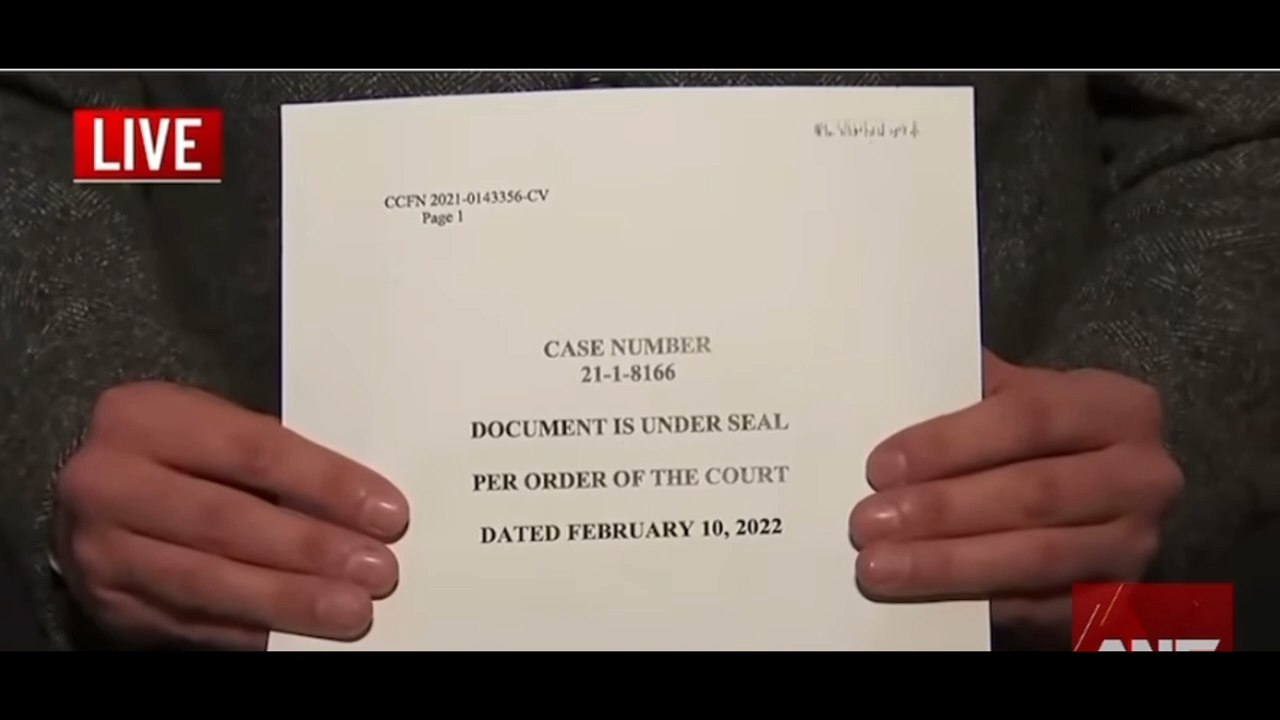 LIVE
CCFN 2021-0143356-CV
Page 1
CASE NUMBER
21-1-8166
DOCUMENT IS UNDER SEAL
PER ORDER OF THE COURT
DATED FEBRUARY 10, 2022